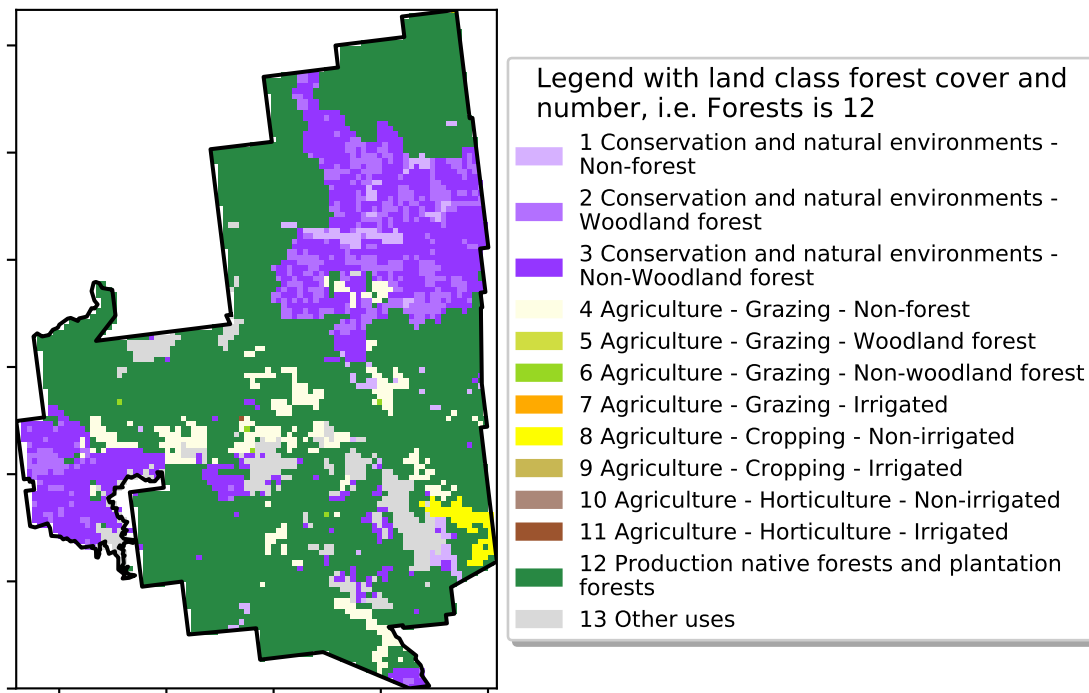 Legend with land class forest cover and
number, i.e. Forests is 12
1 Conservation and natural environments -
Non-forest
2 Conservation and natural environments -
Woodland forest
3 Conservation and natural environments -
Non-Woodland forest
4 Agriculture - Grazing - Non-forest
5 Agriculture - Grazing - Woodland forest
6 Agriculture - Grazing - Non-woodland forest
7 Agriculture - Grazing - Irrigated
8 Agriculture - Cropping - Non-irrigated
9 Agriculture - Cropping - Irrigated
10 Agriculture - Horticulture - Non-irrigated
11 Agriculture - Horticulture - Irrigated
12 Production native forests and plantation
forests
13 Other uses